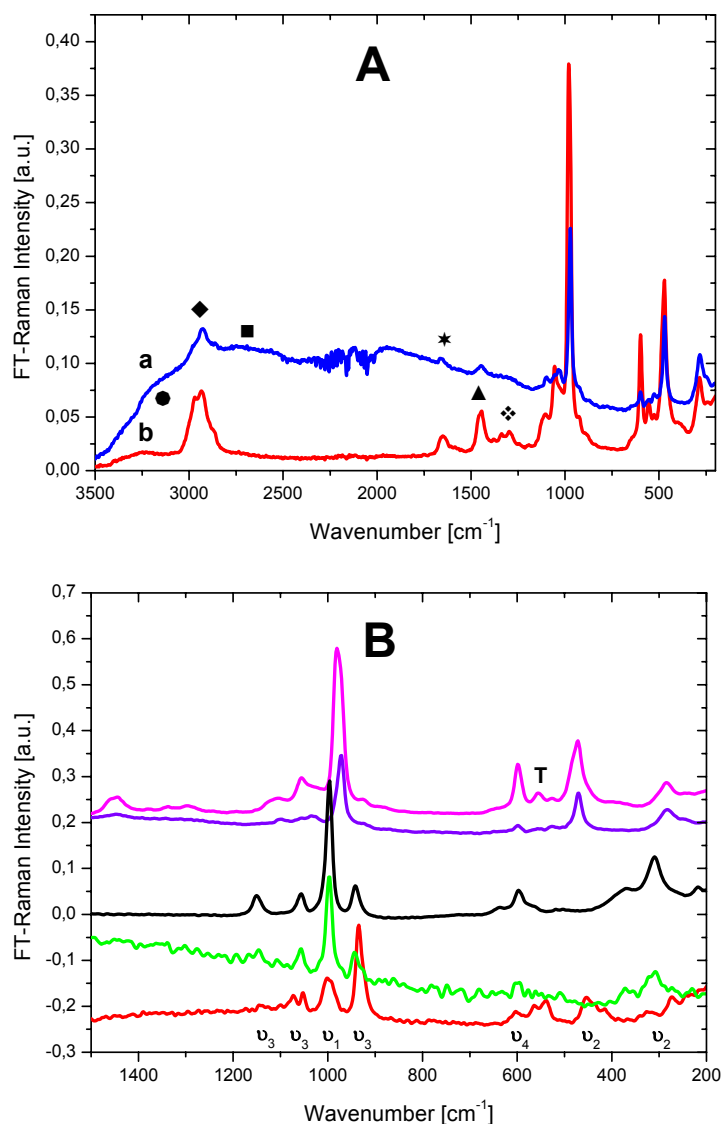 A
FT-Raman Intensity [a.u.]
0,40
0,35
0,30
0,25
0,20
0,15
0,10
0,05
0,00
a
b
3500 3000 2500 2000 1500 1000 500
Wavenumber [cm⁻¹]
B
FT-Raman Intensity [a.u.]
0,7
0,6
0,5
0,4
0,3
0,2
0,1
0,0
-0,1
-0,2
-0,3
T
υ₃ υ₃ υ₁ υ₃ υ₄ υ₂ υ₂
1400 1200 1000 800 600 400 200
Wavenumber [cm⁻¹]